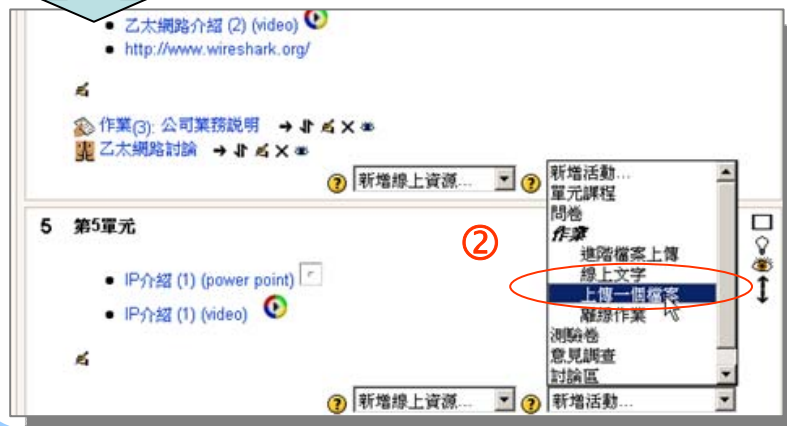 乙太網路介紹 (2) (video)
http://www.wireshark.org/
作業(3): 公司業務說明
乙太網路討論
新增線上資源...
新增活動...
單元課程
問卷
作業
進階檔案上傳
線上文字
上傳一個檔案
離線作業
測驗卷
意見調查
討論區
5 第5單元
②
IP介紹 (1) (power point)
IP介紹 (1) (video)
新增線上資源...
新增活動...